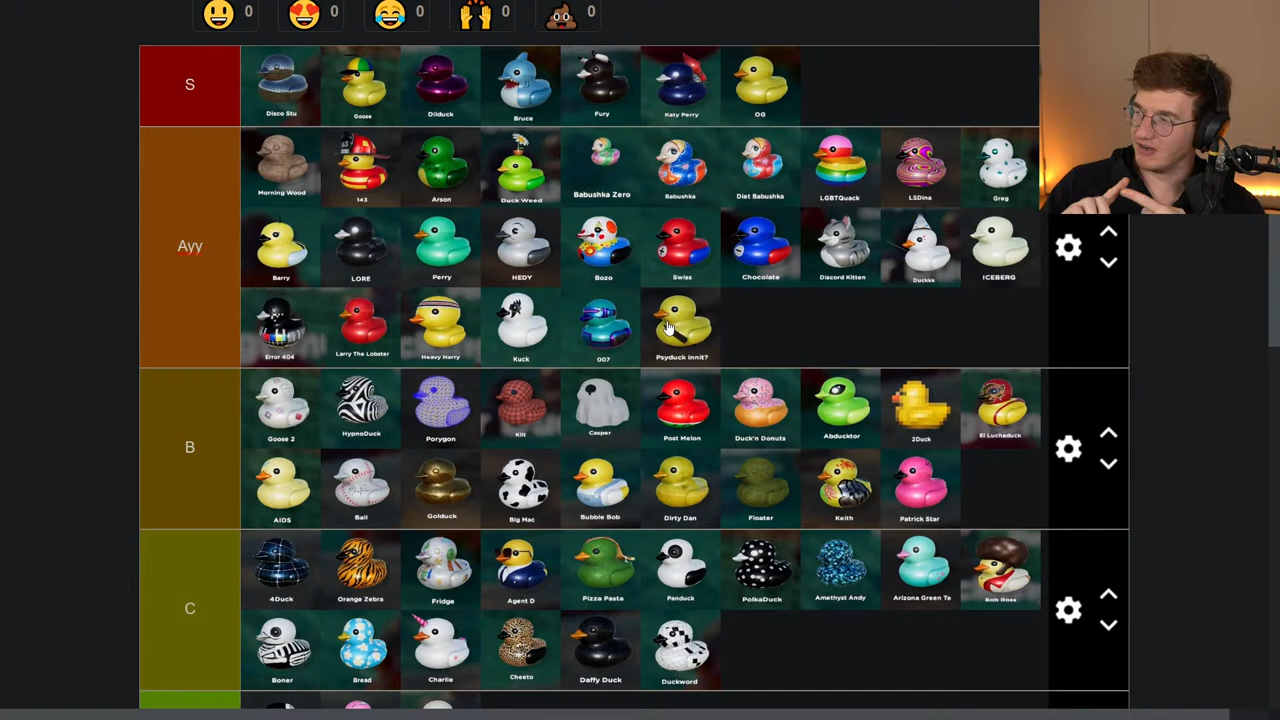 0 0 0 0 0
S
Disco Stu Goose Dilduck Bruce Fury Katy Perry OG
Ayy
Morning Wood 143 Arson Duck Weed Babushka Zero Babushka Diet Babushka LGBTQuack LSDina Greg
Barry LORE Perry HEDY Bozo Swiss Chocolate Discord Kitten Duckkk ICEBERG
Error 404 Larry The Lobster Heavy Harry Kuck 007 Psyduck innit?
B
Goose 2 HypnoDuck Porygon Kilt Casper Post Melon Duck'n Donuts Abducktor 2Duck El Luchaduck
AIDS Ball Golduck Big Mac Bubble Bob Dirty Dan Floater Keith Patrick Star
C
4Duck Orange Zebra Fridge Agent D Pizza Pasta Panduck PolkaDuck Amethyst Andy Arizona Green Te Bob Ross
Boner Bread Charlie Cheeto Daffy Duck Duckword